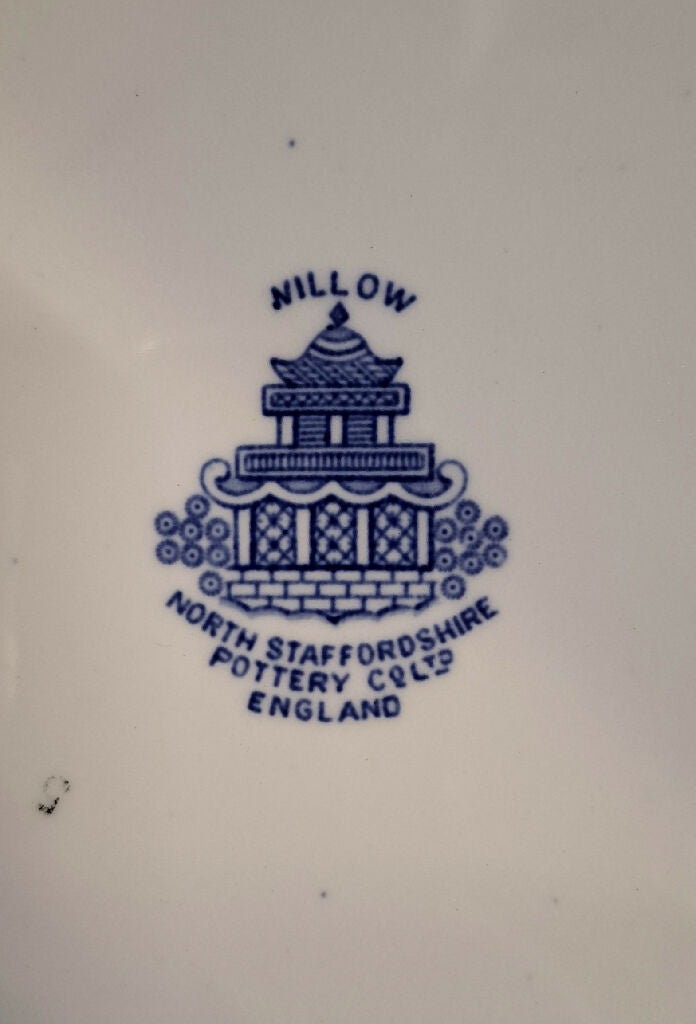 WILLOW
NORTH STAFFORDSHIRE
POTTERY CO LTD
ENGLAND